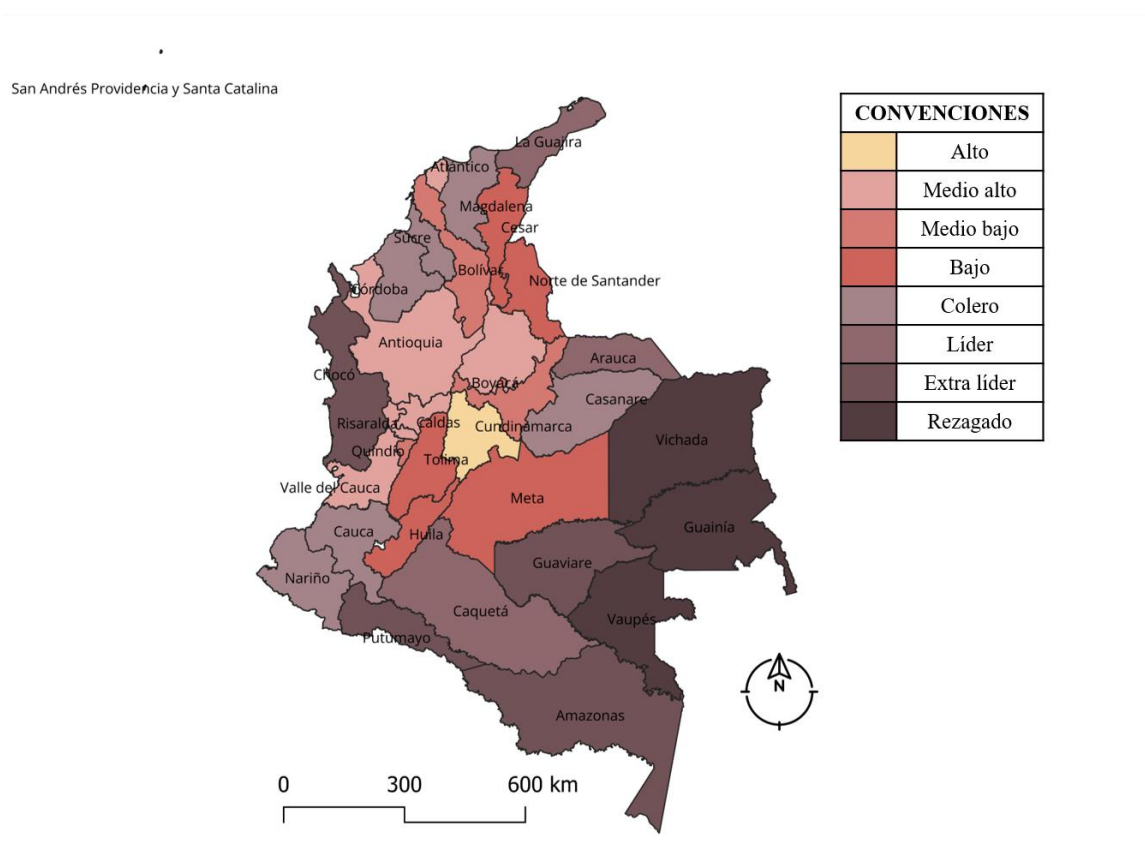 San Andrés Providencia y Santa Catalina
La Guajira
Atlántico
Magdalena
Cesar
Sucre
Bolívar
Norte de Santander
Córdoba
Antioquia
Arauca
Chocó
Boyacá
Casanare
Risaralda
Caldas
Cundinamarca
Vichada
Quindío
Tolima
Valle del Cauca
Meta
Cauca
Huila
Guainía
Guaviare
Nariño
Caquetá
Vaupés
Putumayo
Amazonas
N
0 300 600 km
CONVENCIONES
Alto
Medio alto
Medio bajo
Bajo
Colero
Líder
Extra líder
Rezagado